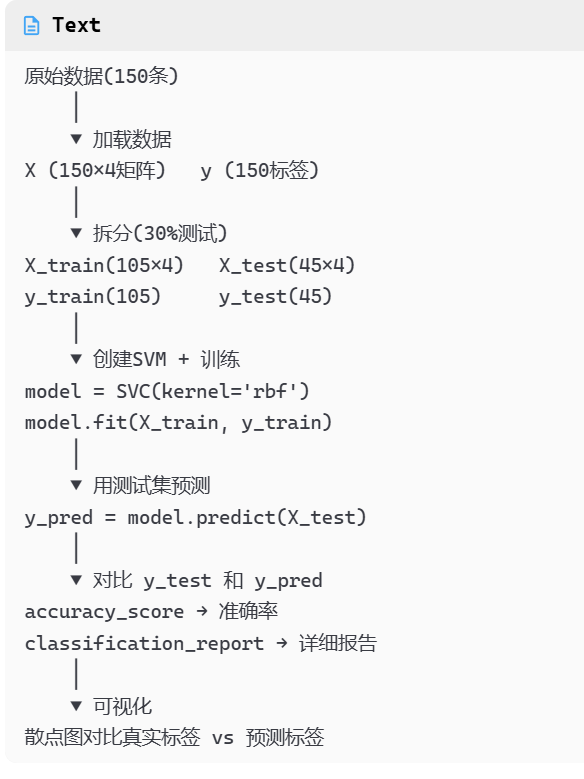 Text
原始数据(150条)
│
▼ 加载数据
X (150×4矩阵)   y (150标签)
│
▼ 拆分(30%测试)
X_train(105×4)   X_test(45×4)
y_train(105)     y_test(45)
│
▼ 创建SVM + 训练
model = SVC(kernel='rbf')
model.fit(X_train, y_train)
│
▼ 用测试集预测
y_pred = model.predict(X_test)
│
▼ 对比 y_test 和 y_pred
accuracy_score → 准确率
classification_report → 详细报告
│
▼ 可视化
散点图对比真实标签 vs 预测标签